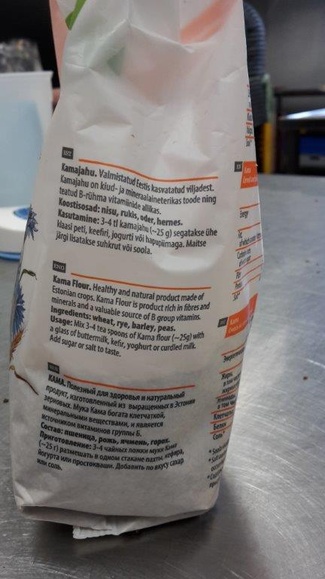 Kamajahu. Valmistatud Eestis kasvatatud viljadest.
Kamajahu on kiud- ja mineraalaineterikas toode ning
teatud B-rühma vitamiinide allikas.
Koostisosad: nisu, rukis, oder, hernes.
Kasutamine: 3-4 tl kamajahu (~25 g) segatakse ühe
klaasi peti, keefiri, jogurti või hapupiimaga. Maitse
järgi lisatakse suhkrut või soola.
Kama Flour. Healthy and natural product made of
Estonian crops. Kama Flour is product rich in fibres and
minerals and a valuable source of B group vitamins.
Ingredients: wheat, rye, barley, peas.
Usage: Mix 3-4 tea spoons of Kama flour (~25g) with
a glass of buttermilk, kefir, yoghurt or curdled milk.
Add sugar or salt to taste.
КАМА. Полезный для здоровья и натуральный
продукт, изготовленный из выращенных в Эстонии
зерновых. Мука Кама богата клетчаткой,
минеральными веществами, и является
источником витаминов группы Б.
Состав: пшеница, рожь, ячмень, горох.
Приготовление: 3-4 чайных ложки муки Кама
(~25 г) размешать в одном стакане пахты, кефира,
йогурта или простокваши. Добавить по вкусу сахар
или соль.
Energy